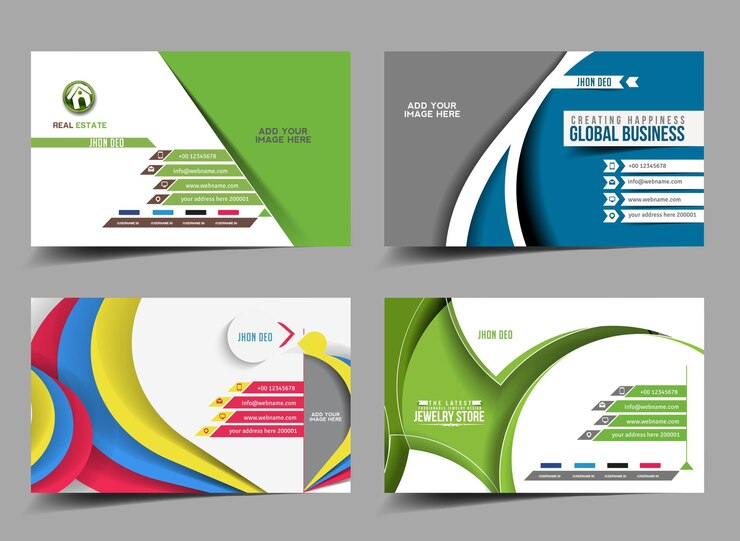 REAL ESTATE
JHON DEO
+00 12345678
info@webname.com
www.webname.com
your address here 200001
ADD YOUR
IMAGE HERE
ADD YOUR
IMAGE HERE
JHON DEO
CREATING HAPPINESS
GLOBAL BUSINESS
+00 12345678
info@webname.com
webname.com
your address here 200001
JHON DEO
+00 12345678
info@webname.com
www.webname.com
your address here 200001
ADD YOUR
IMAGE HERE
JHON DEO
THE LATEST
FASHIONABLE JEWELRY DESIGN
JEWELRY STORE
+00 12345678
info@webname.com
www.webname.com
your address here 200001